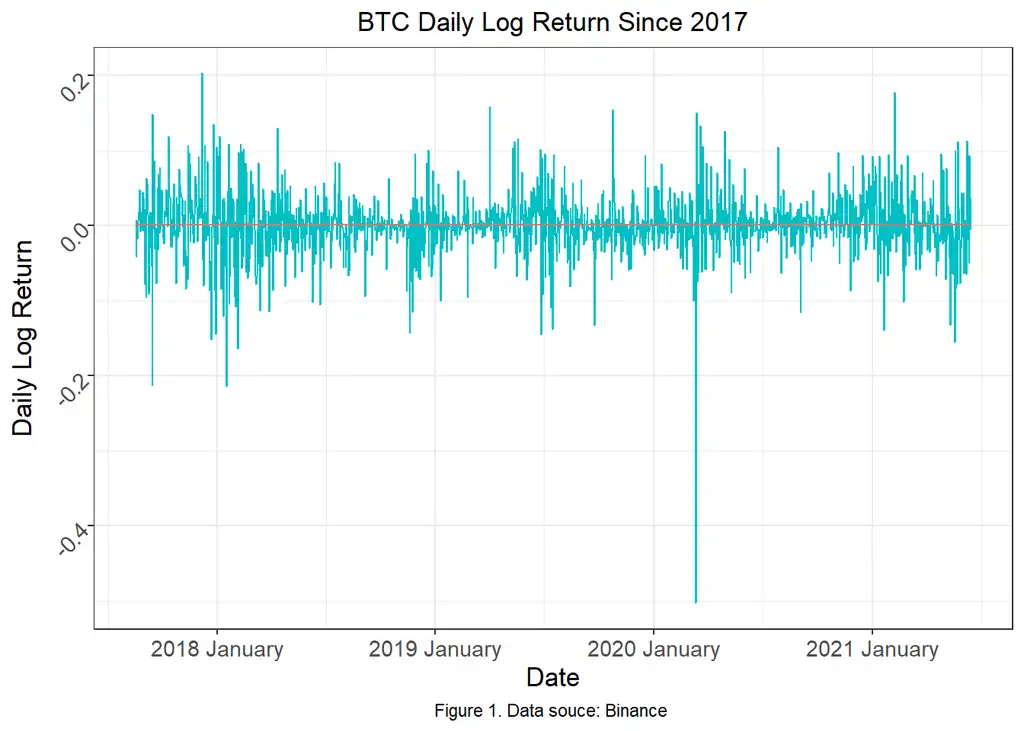 BTC Daily Log Return Since 2017
0.2
0.0
-0.2
-0.4
Daily Log Return
2018 January
2019 January
2020 January
2021 January
Date
Figure 1. Data souce: Binance